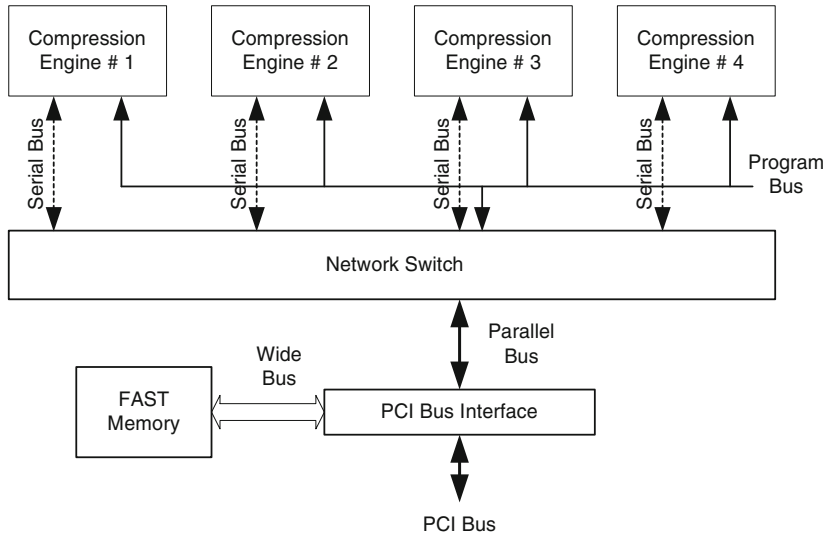 Compression
Engine # 1
Compression
Engine # 2
Compression
Engine # 3
Compression
Engine # 4
Serial Bus
Serial Bus
Serial Bus
Serial Bus
Program
Bus
Network Switch
Parallel
Bus
Wide
Bus
FAST
Memory
PCI Bus Interface
PCI Bus